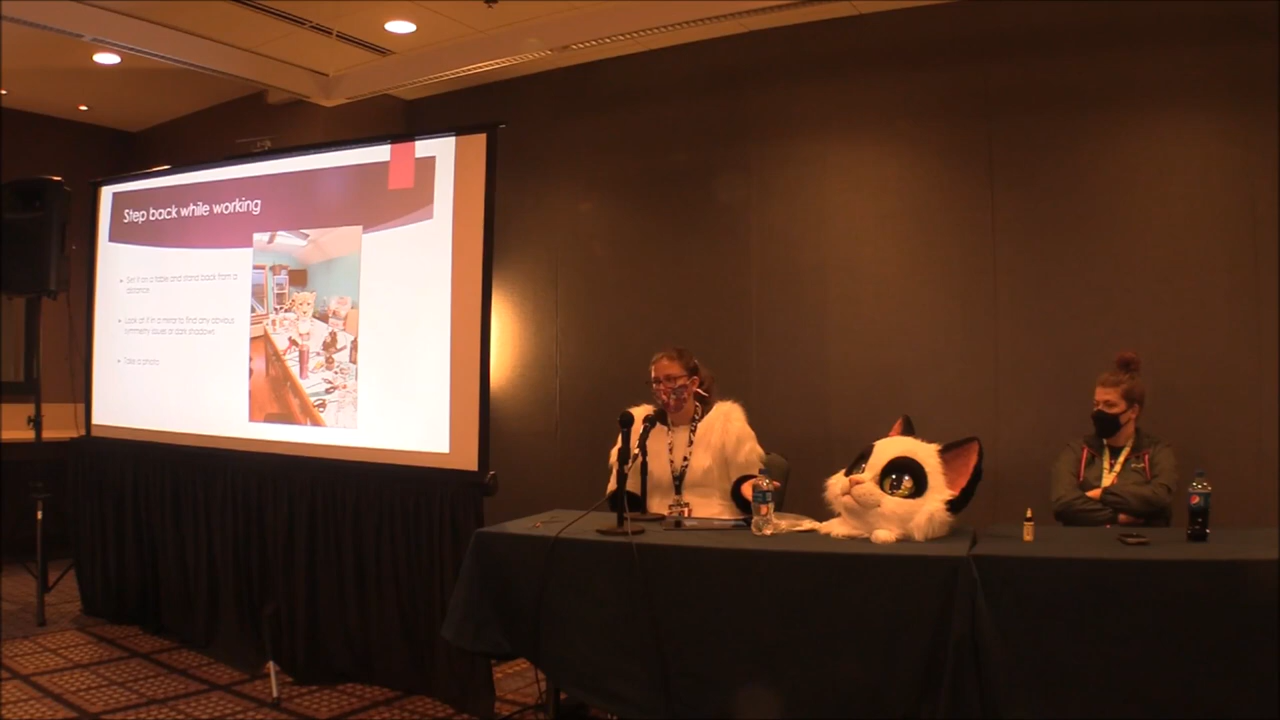 Step back while working
Set it on a table and stand back from a
distance
Look at it in a mirror to find any obvious
symmetry issues or dark shadows
Take a photo